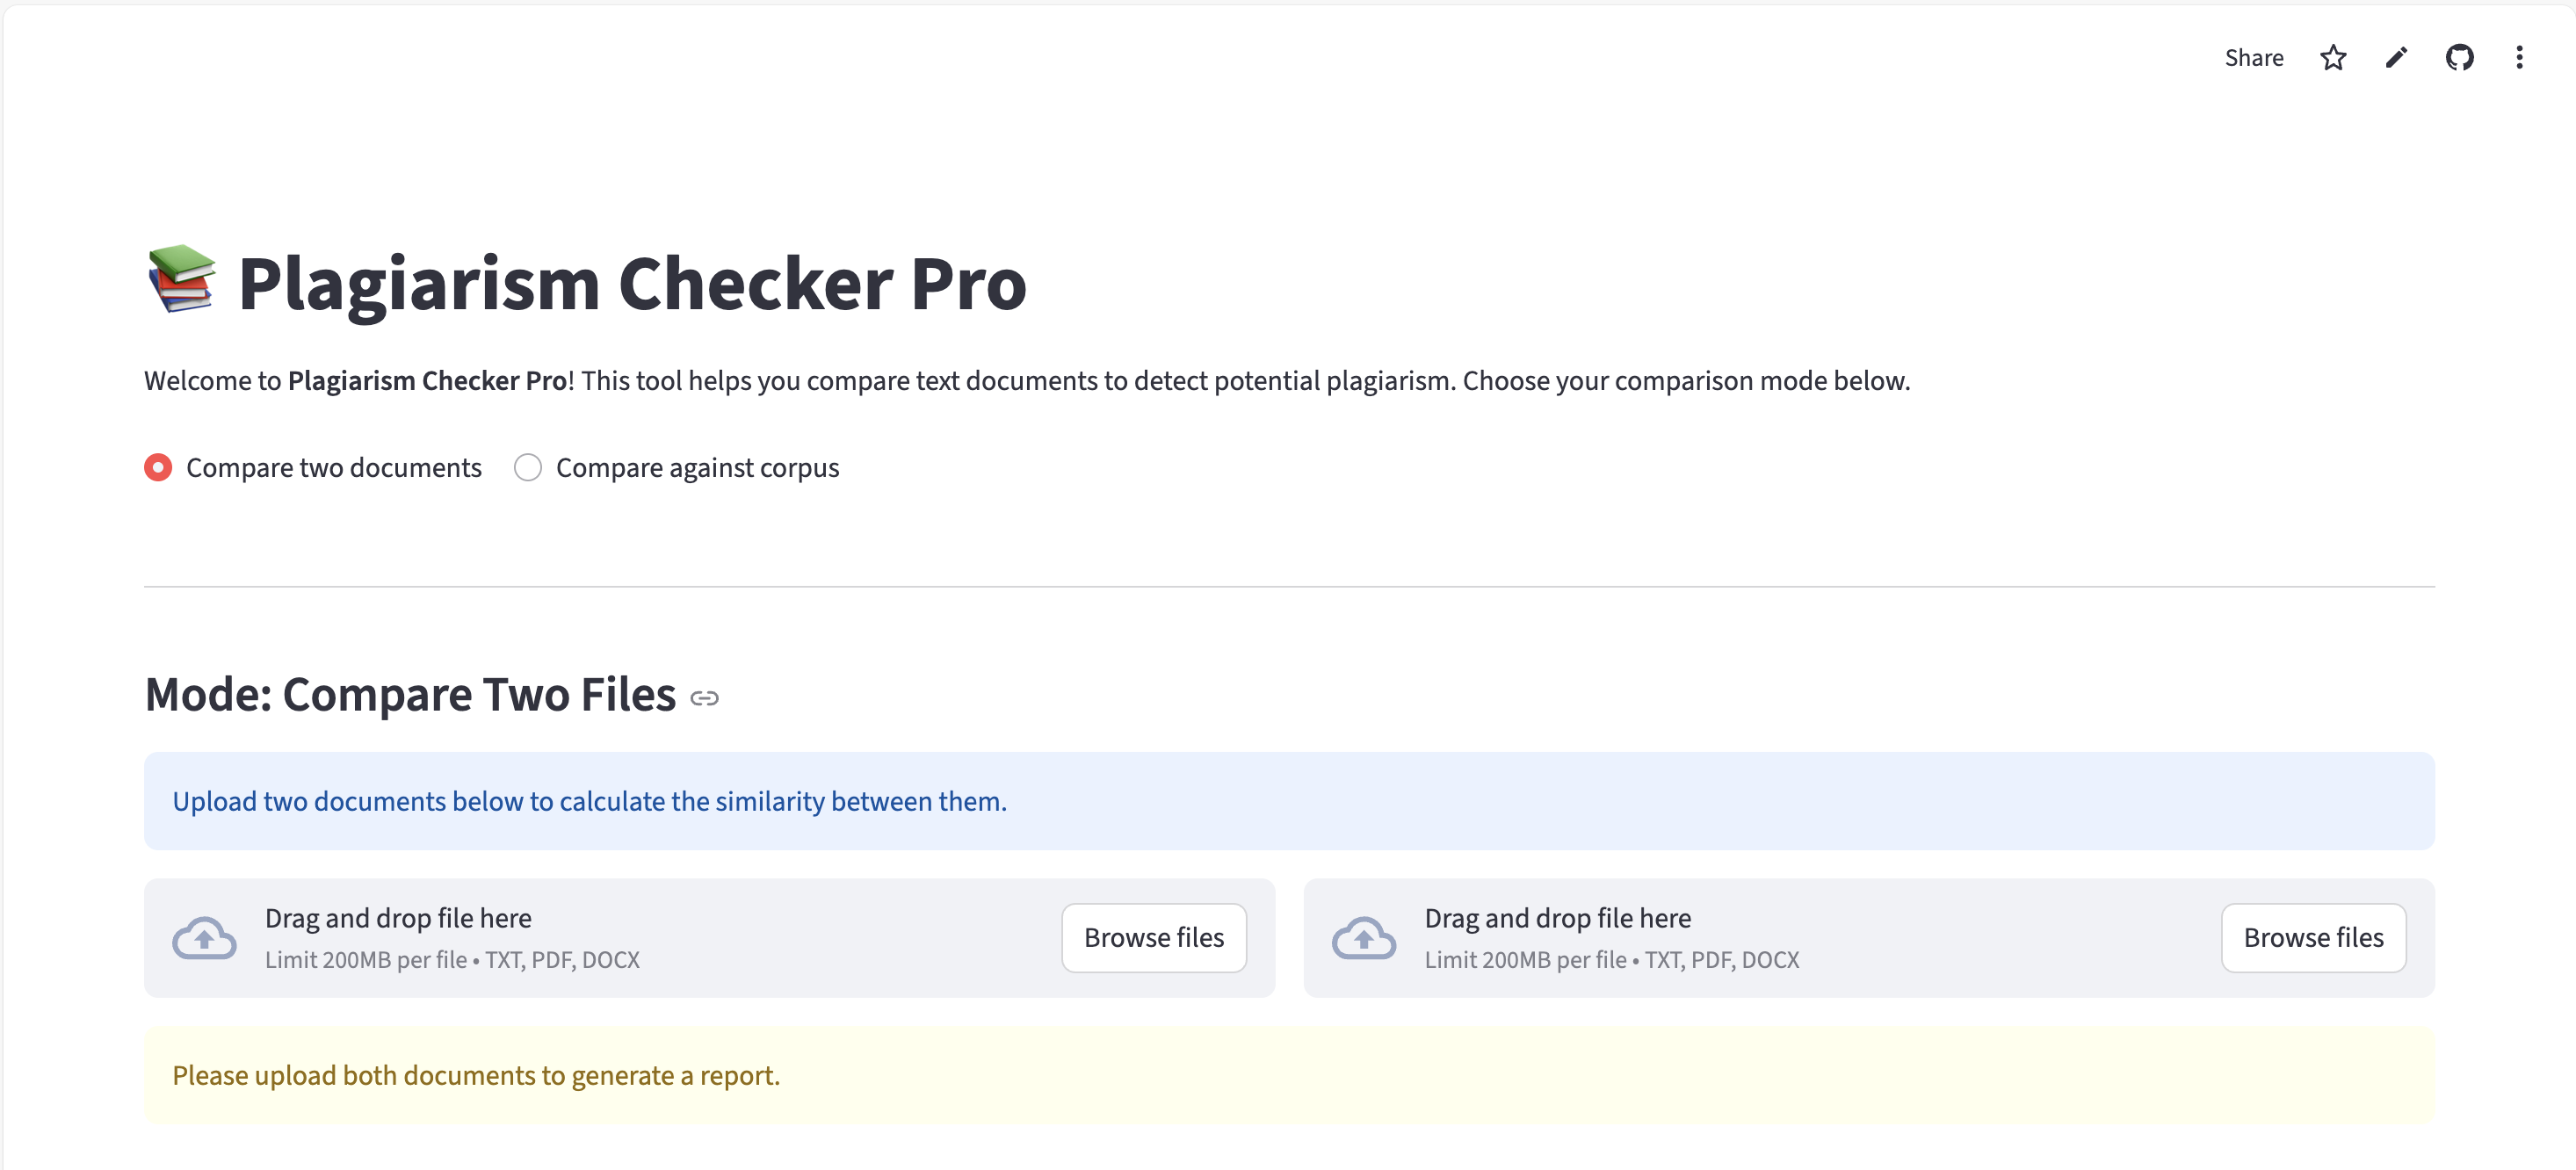 Share
Plagiarism Checker Pro
Welcome to Plagiarism Checker Pro! This tool helps you compare text documents to detect potential plagiarism. Choose your comparison mode below.
Compare two documents
Compare against corpus
Mode: Compare Two Files
Upload two documents below to calculate the similarity between them.
Drag and drop file here
Limit 200MB per file • TXT, PDF, DOCX
Browse files
Drag and drop file here
Limit 200MB per file • TXT, PDF, DOCX
Browse files
Please upload both documents to generate a report.